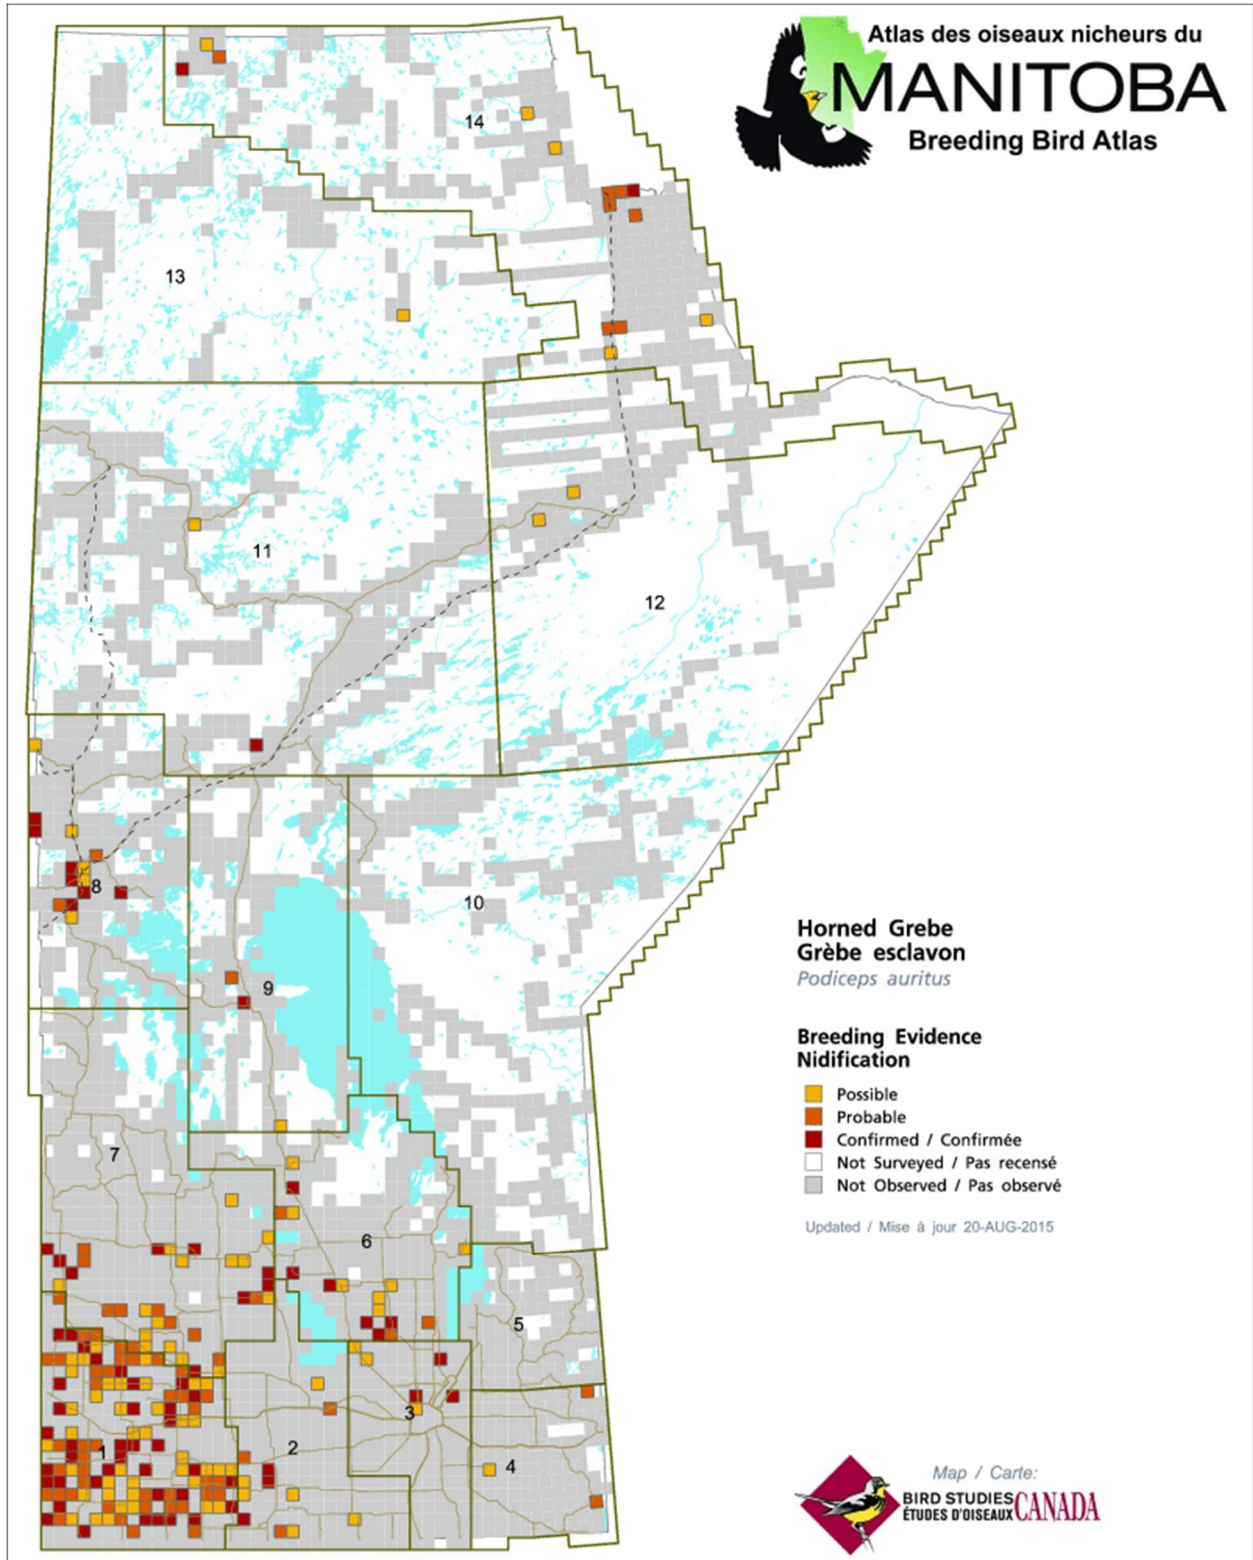 Atlas des oiseaux nicheurs du
MANITOBA
Breeding Bird Atlas
14
13
11
12
8
10
9
7
6
5
3
1
2
4
Horned Grebe
Grèbe esclavon
Podiceps auritus
Breeding Evidence
Nidification
Possible
Probable
Confirmed / Confirmée
Not Surveyed / Pas recensé
Not Observed / Pas observé
Updated / Mise à jour 20-AUG-2015
Map / Carte:
BIRD STUDIES
ÉTUDES D'OISEAUX CANADA